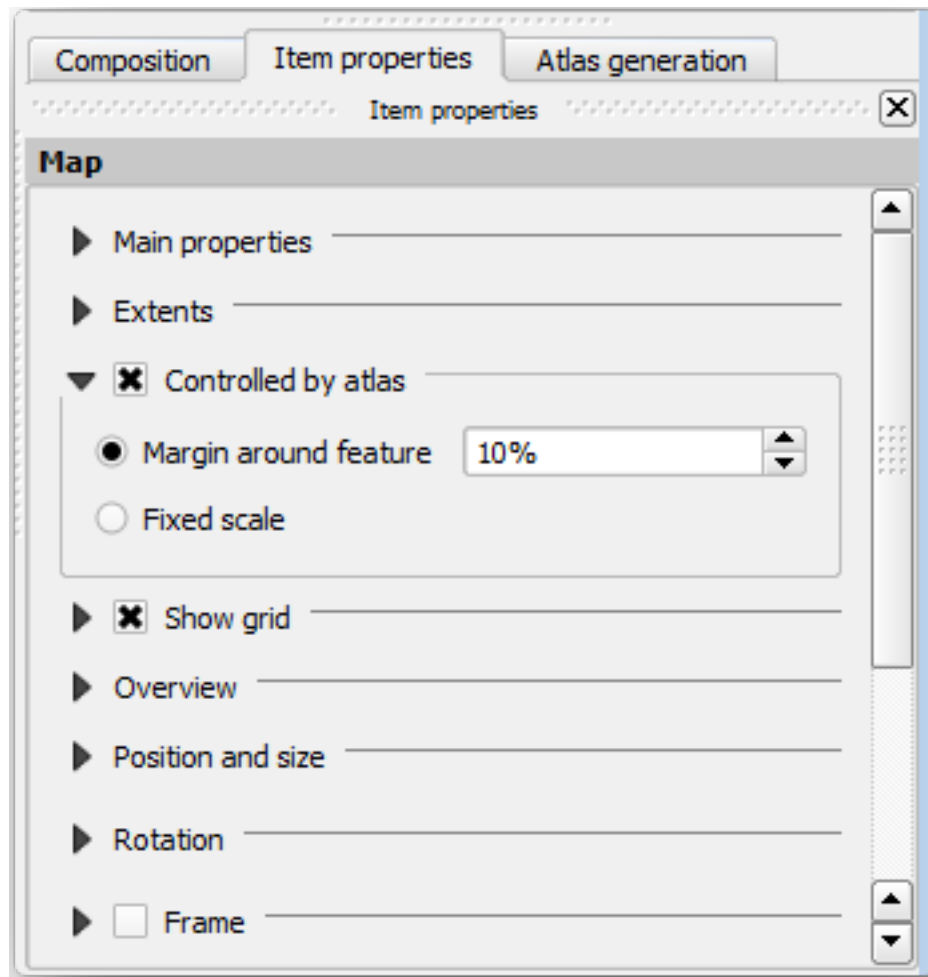 Composition Item properties Atlas generation
Item properties
Map
Main properties
Extents
Controlled by atlas
Margin around feature 10%
Fixed scale
Show grid
Overview
Position and size
Rotation
Frame